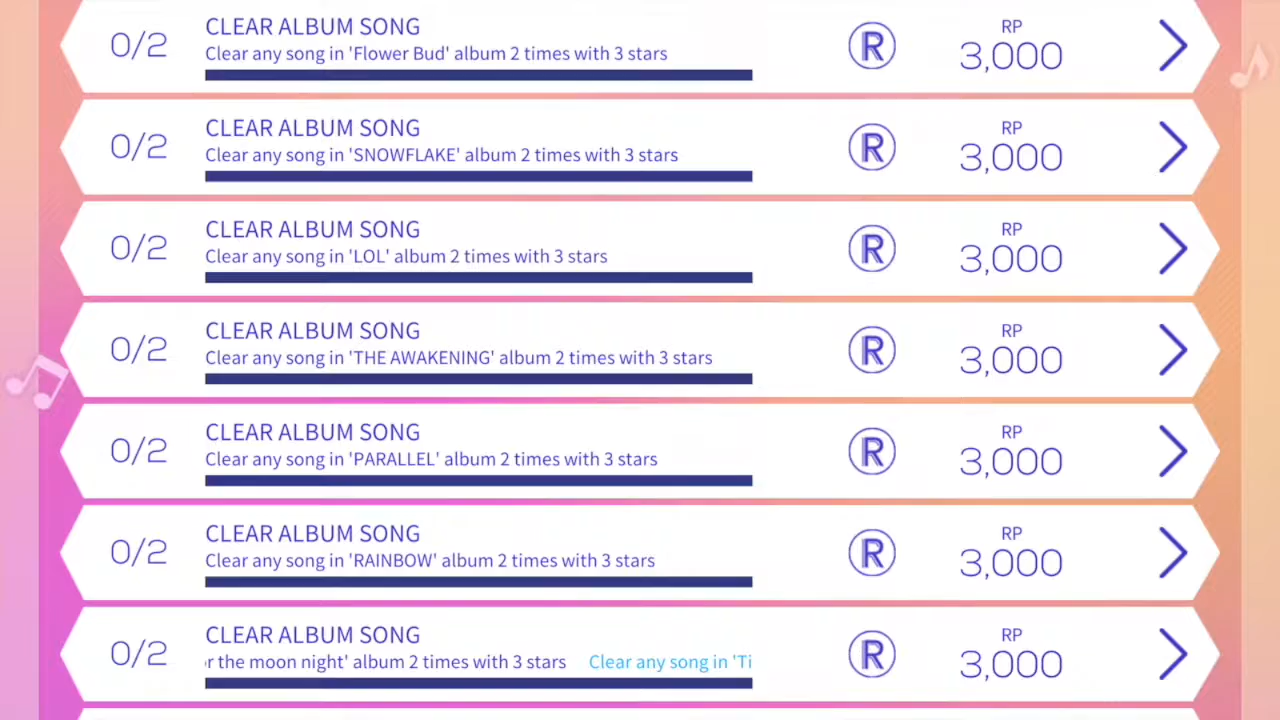 CLEAR ALBUM SONG
0/2
Clear any song in 'Flower Bud' album 2 times with 3 stars
R
RP
3,000
CLEAR ALBUM SONG
0/2
Clear any song in 'SNOWFLAKE' album 2 times with 3 stars
R
RP
3,000
CLEAR ALBUM SONG
0/2
Clear any song in 'LOL' album 2 times with 3 stars
R
RP
3,000
CLEAR ALBUM SONG
0/2
Clear any song in 'THE AWAKENING' album 2 times with 3 stars
R
RP
3,000
CLEAR ALBUM SONG
0/2
Clear any song in 'PARALLEL' album 2 times with 3 stars
R
RP
3,000
CLEAR ALBUM SONG
0/2
Clear any song in 'RAINBOW' album 2 times with 3 stars
R
RP
3,000
CLEAR ALBUM SONG
0/2
r the moon night' album 2 times with 3 stars Clear any song in 'Ti
R
RP
3,000